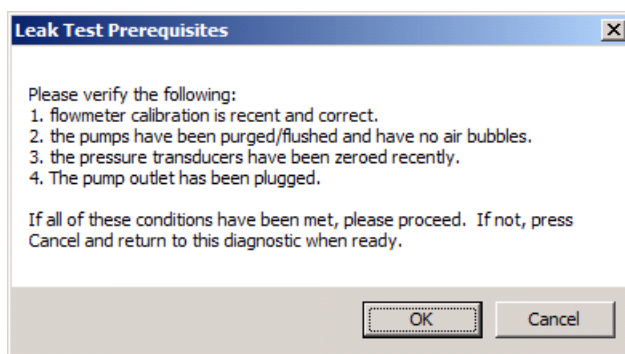 Leak Test Prerequisites
Please verify the following:
1. flowmeter calibration is recent and correct.
2. the pumps have been purged/flushed and have no air bubbles.
3. the pressure transducers have been zeroed recently.
4. The pump outlet has been plugged.
If all of these conditions have been met, please proceed.  If not, press
Cancel and return to this diagnostic when ready.
OK
Cancel